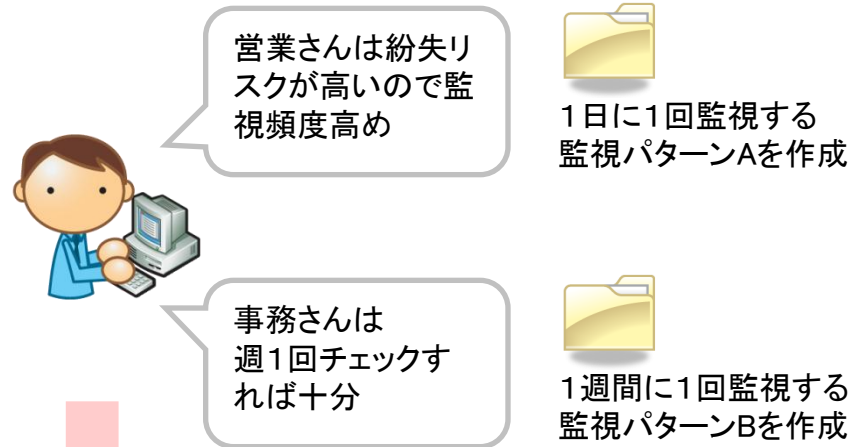 営業さんは紛失リ
スクが高いので監
視頻度高め
1日に1回監視する
監視パターンAを作成
事務さんは
週1回チェックす
れば十分
1週間に1回監視する
監視パターンBを作成